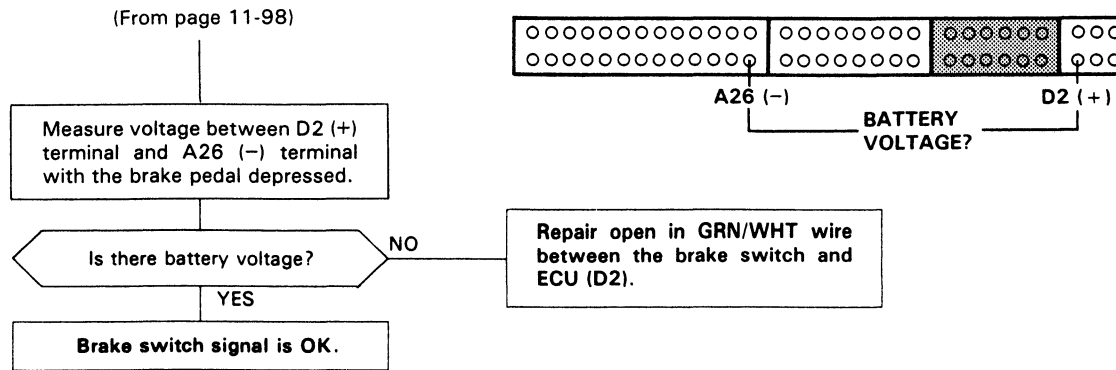 (From page 11-98)
A26 (−)
D2 (+)
BATTERY
VOLTAGE?
Measure voltage between D2 (+)
terminal and A26 (−) terminal
with the brake pedal depressed.
Is there battery voltage?
NO
Repair open in GRN/WHT wire
between the brake switch and
ECU (D2).
YES
Brake switch signal is OK.